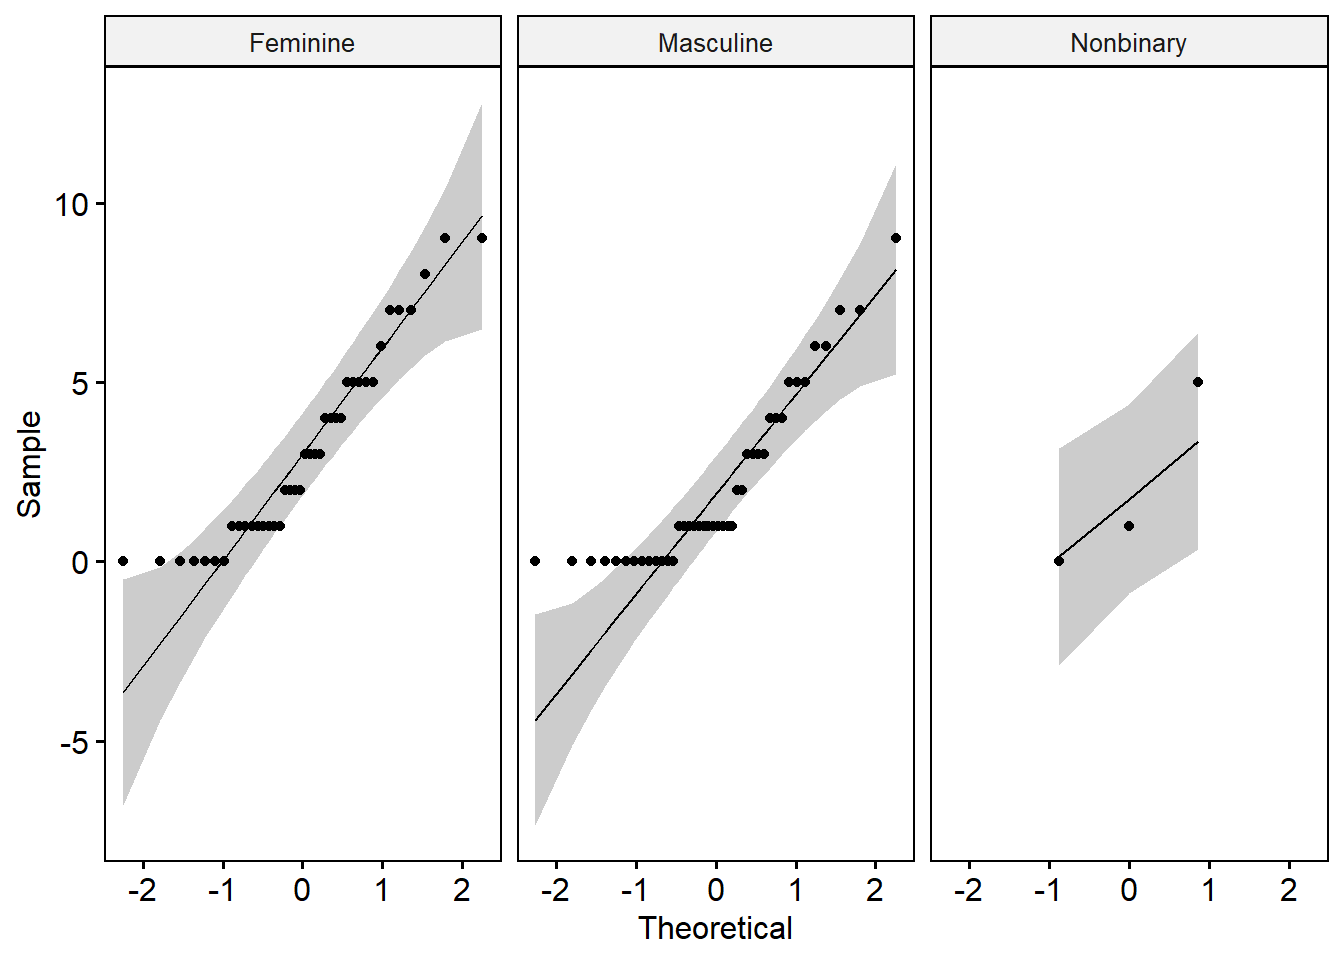 Feminine Masculine Nonbinary
10
5
0
-5
Sample
-2 -1 0 1 2 -2 -1 0 1 2 -2 -1 0 1 2
Theoretical